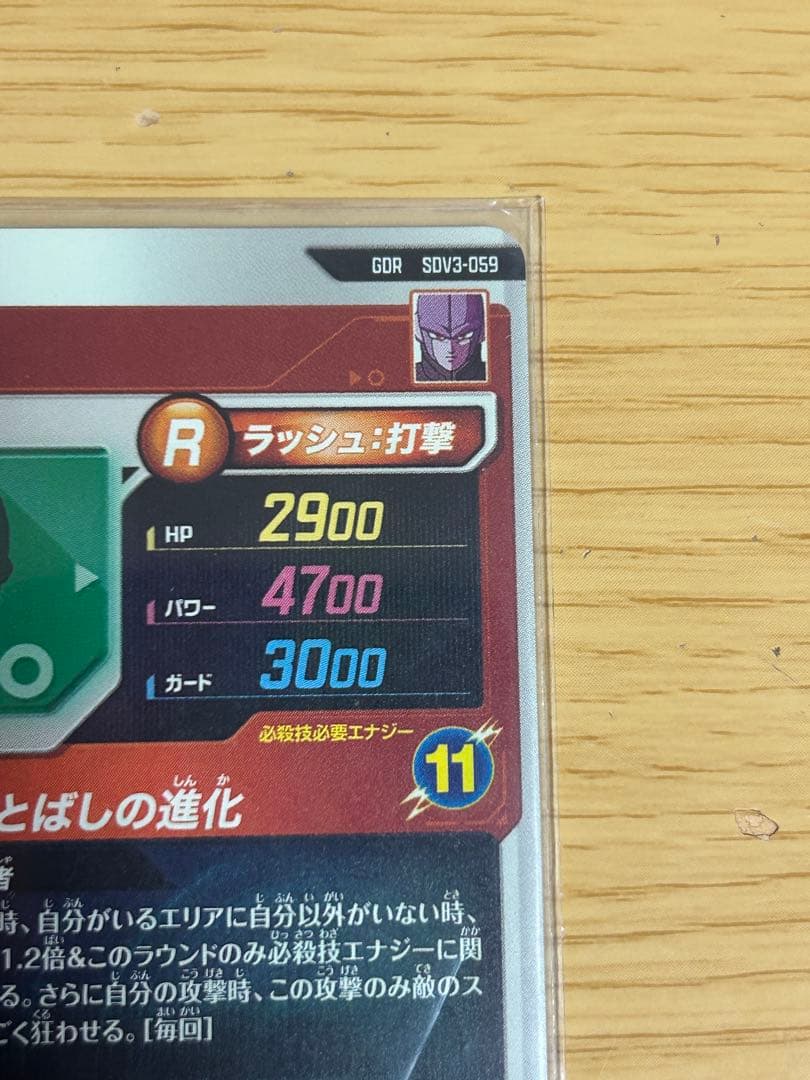 GDR SDV3-059
R ラッシュ:打撃
HP 2900
パワー 4700
ガード 3000
必殺技必要エナジー
11
とばしの進化
者
時、自分がいるエリアに自分以外がいない時、
1.2倍&このラウンドのみ必殺技エナジーに関
る。さらに自分の攻撃時、この攻撃のみ敵のス
ごく狂わせる。[毎回]